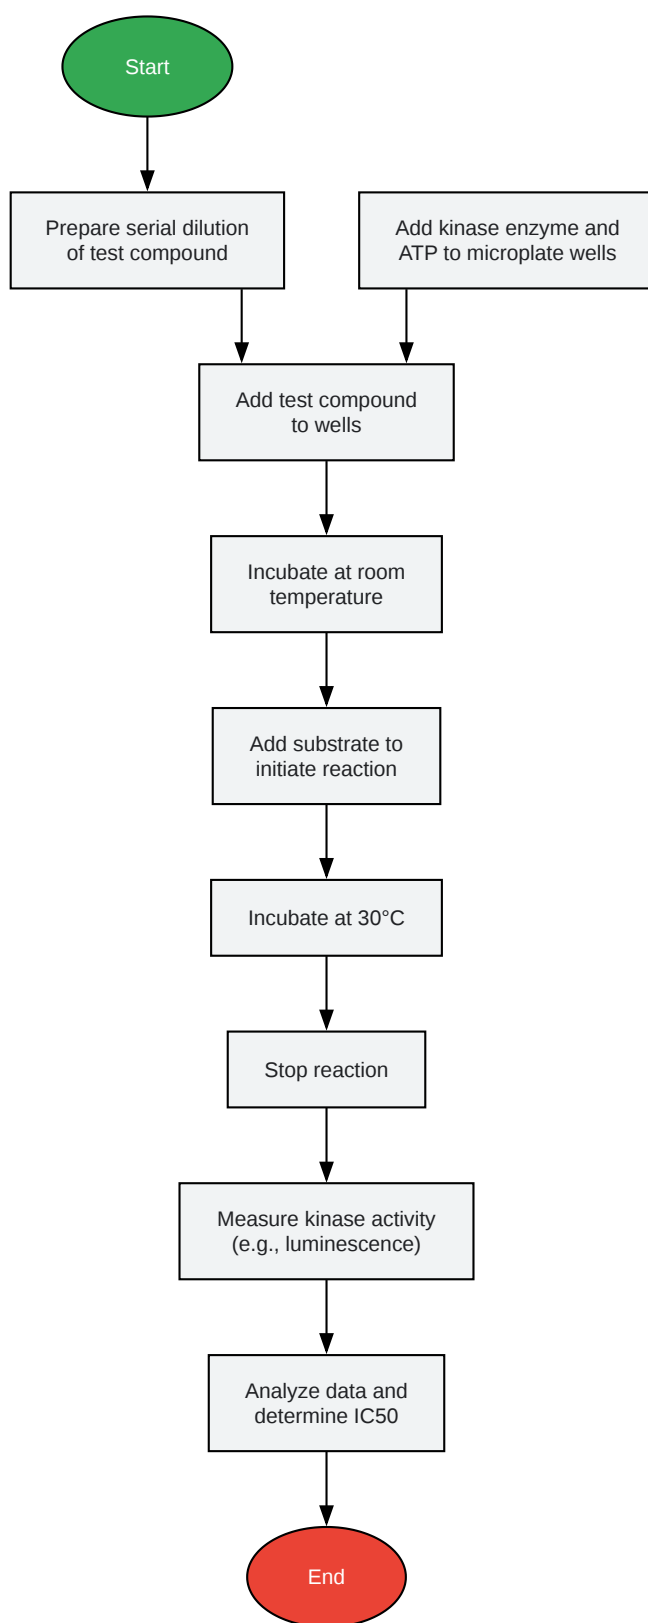 Start
Prepare serial dilution
of test compound
Add kinase enzyme and
ATP to microplate wells
Add test compound
to wells
Incubate at room
temperature
Add substrate to
initiate reaction
Incubate at 30°C
Stop reaction
Measure kinase activity
(e.g., luminescence)
Analyze data and
determine IC50
End